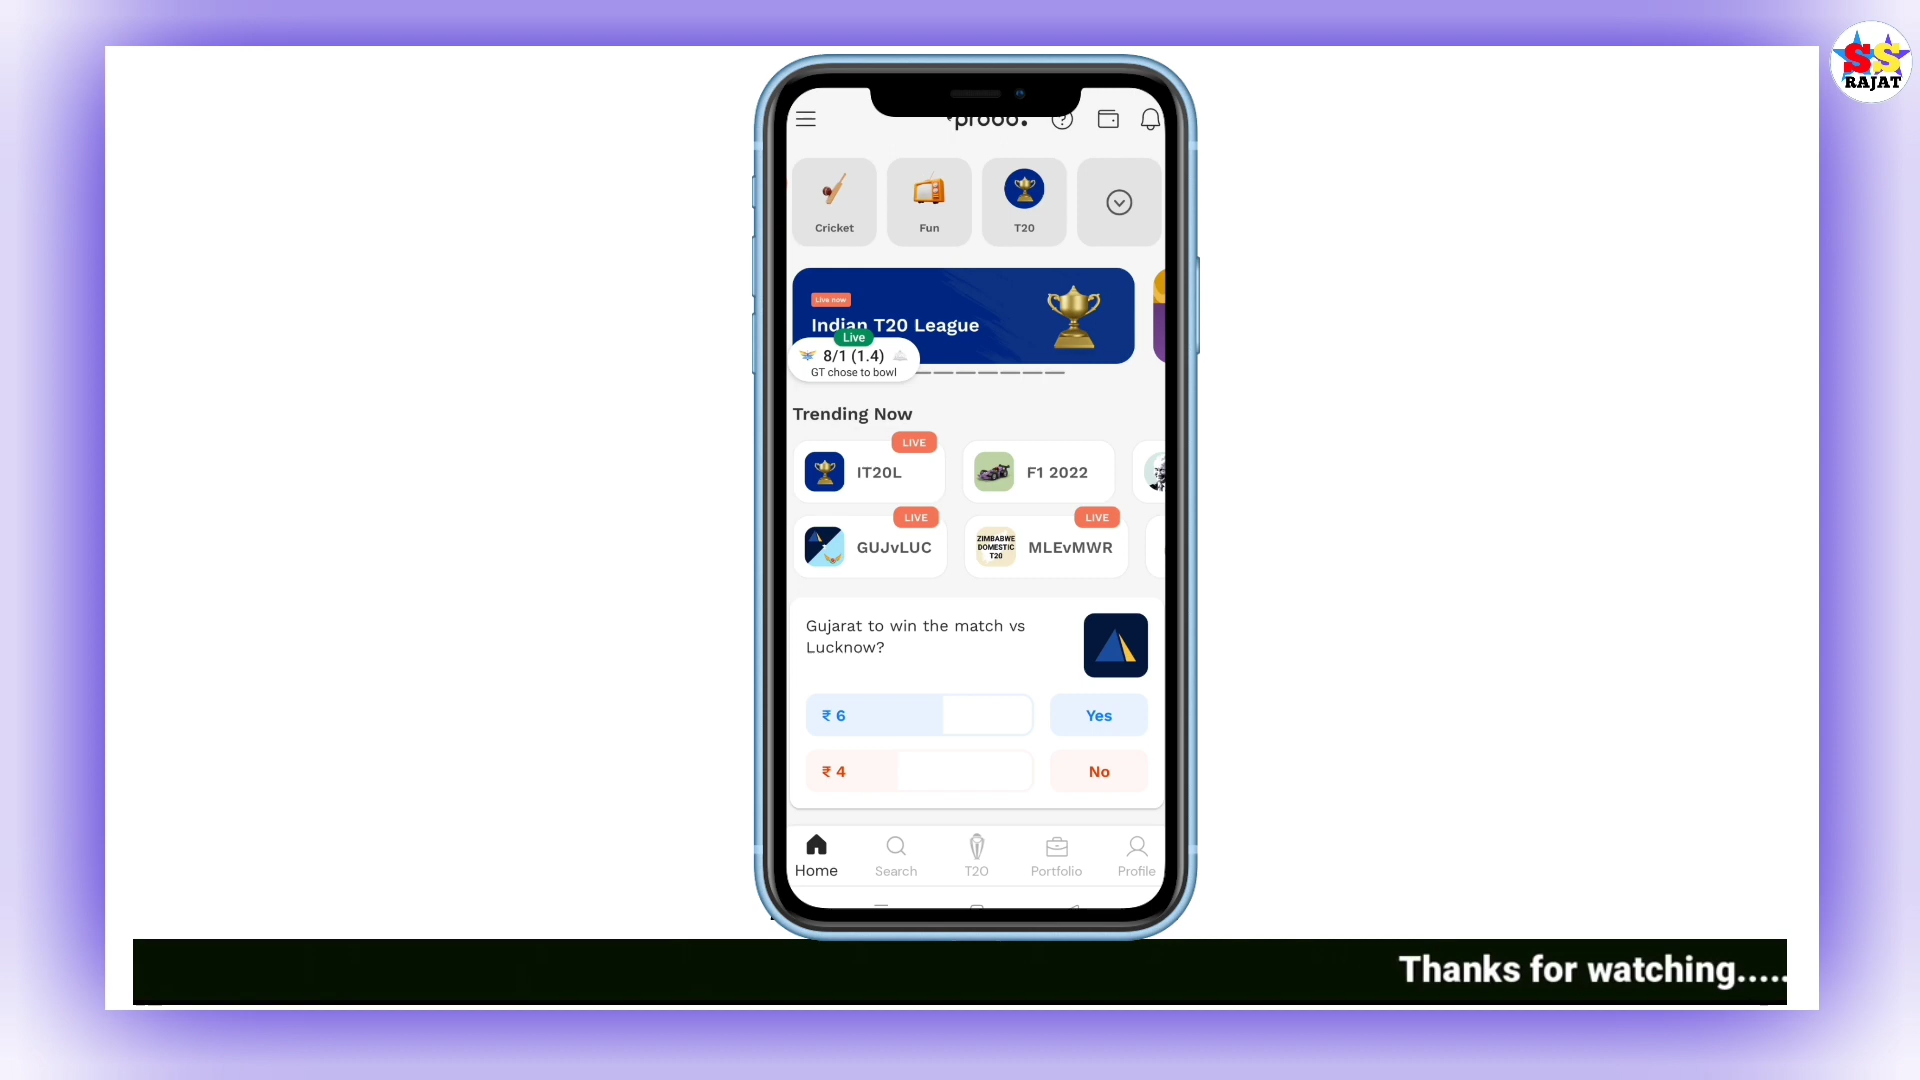 SS
RAJAT
probo.
Cricket
Fun
T20
Live now
Indian T20 League
Live
8/1 (1.4)
GT chose to bowl
Trending Now
LIVE
IT20L
F1 2022
LIVE
GUJvLUC
LIVE
ZIMBABWE
DOMESTIC
T20
MLEvMWR
Gujarat to win the match vs
Lucknow?
₹ 6
Yes
₹ 4
No
Home
Search
T20
Portfolio
Profile
Thanks for watching.....